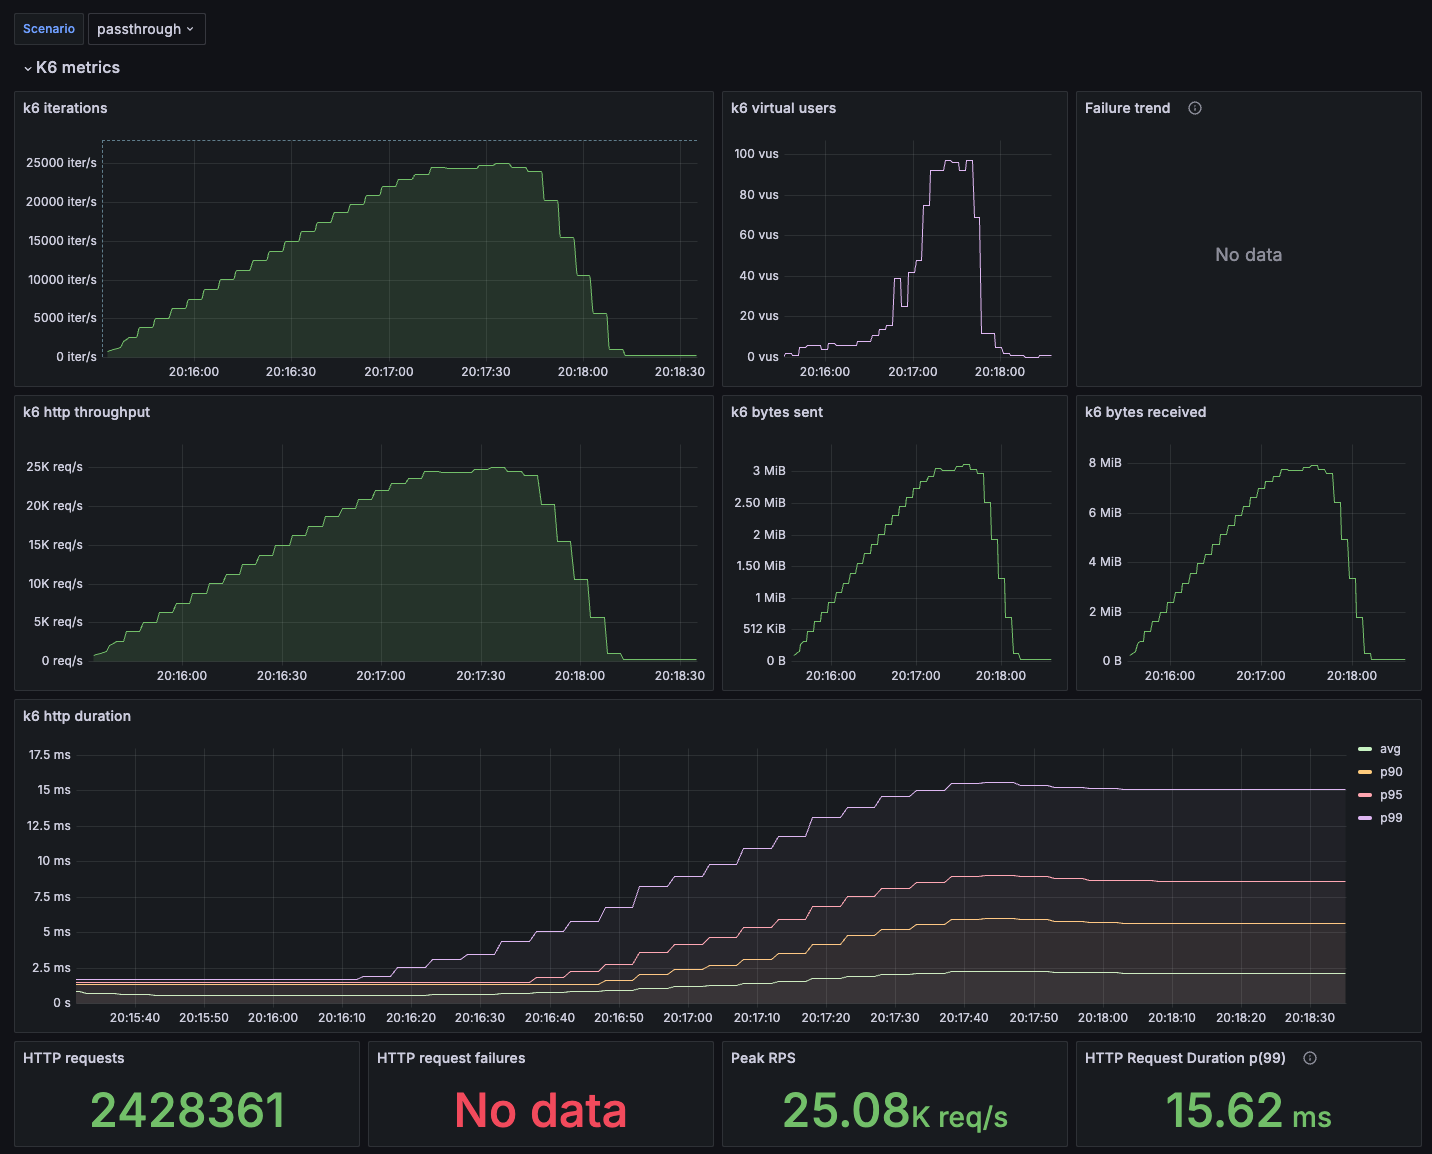 Scenario
passthrough
K6 metrics
k6 iterations
25000 iter/s
20000 iter/s
15000 iter/s
10000 iter/s
5000 iter/s
0 iter/s
20:16:00 20:16:30 20:17:00 20:17:30 20:18:00 20:18:30
k6 virtual users
100 vus
80 vus
60 vus
40 vus
20 vus
0 vus
20:16:00 20:17:00 20:18:00
Failure trend
No data
k6 http throughput
25K req/s
20K req/s
15K req/s
10K req/s
5K req/s
0 req/s
20:16:00 20:16:30 20:17:00 20:17:30 20:18:00 20:18:30
k6 bytes sent
3 MiB
2.50 MiB
2 MiB
1.50 MiB
1 MiB
512 KiB
0 B
20:16:00 20:17:00 20:18:00
k6 bytes received
8 MiB
6 MiB
4 MiB
2 MiB
0 B
20:16:00 20:17:00 20:18:00
k6 http duration
17.5 ms
15 ms
12.5 ms
10 ms
7.5 ms
5 ms
2.5 ms
0 s
20:15:40 20:15:50 20:16:00 20:16:10 20:16:20 20:16:30 20:16:40 20:16:50 20:17:00 20:17:10 20:17:20 20:17:30 20:17:40 20:17:50 20:18:00 20:18:10 20:18:20 20:18:30
avg
p90
p95
p99
HTTP requests
2428361
HTTP request failures
No data
Peak RPS
25.08K req/s
HTTP Request Duration p(99)
15.62 ms